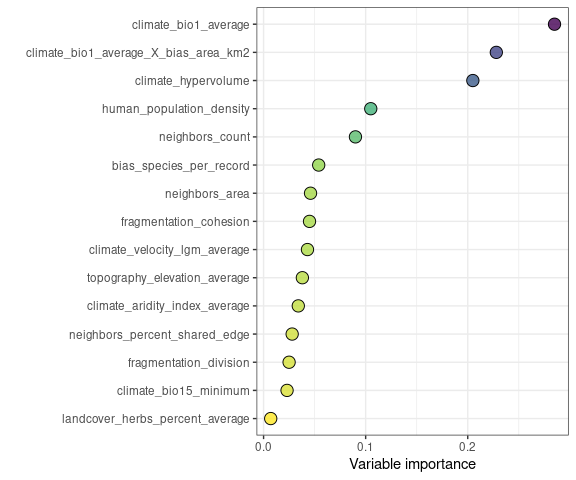 climate_bio1_average
climate_bio1_average_X_bias_area_km2
climate_hypervolume
human_population_density
neighbors_count
bias_species_per_record
neighbors_area
fragmentation_cohesion
climate_velocity_lgm_average
topography_elevation_average
climate_aridity_index_average
neighbors_percent_shared_edge
fragmentation_division
climate_bio15_minimum
landcover_herbs_percent_average
0.0 0.1 0.2
Variable importance